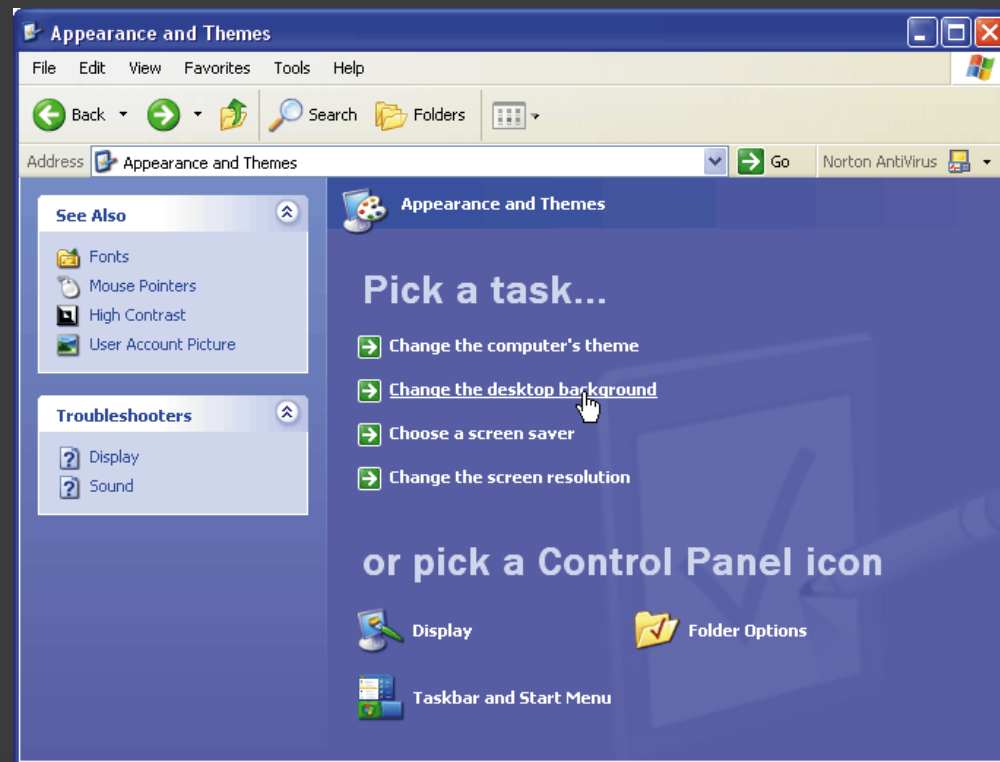 Appearance and Themes
File Edit View Favorites Tools Help
Back Search Folders
Address Appearance and Themes Go Norton AntiVirus
See Also
Fonts
Mouse Pointers
High Contrast
User Account Picture
Troubleshooters
Display
Sound
Appearance and Themes
Pick a task...
Change the computer's theme
Change the desktop background
Choose a screen saver
Change the screen resolution
or pick a Control Panel icon
Display Folder Options
Taskbar and Start Menu